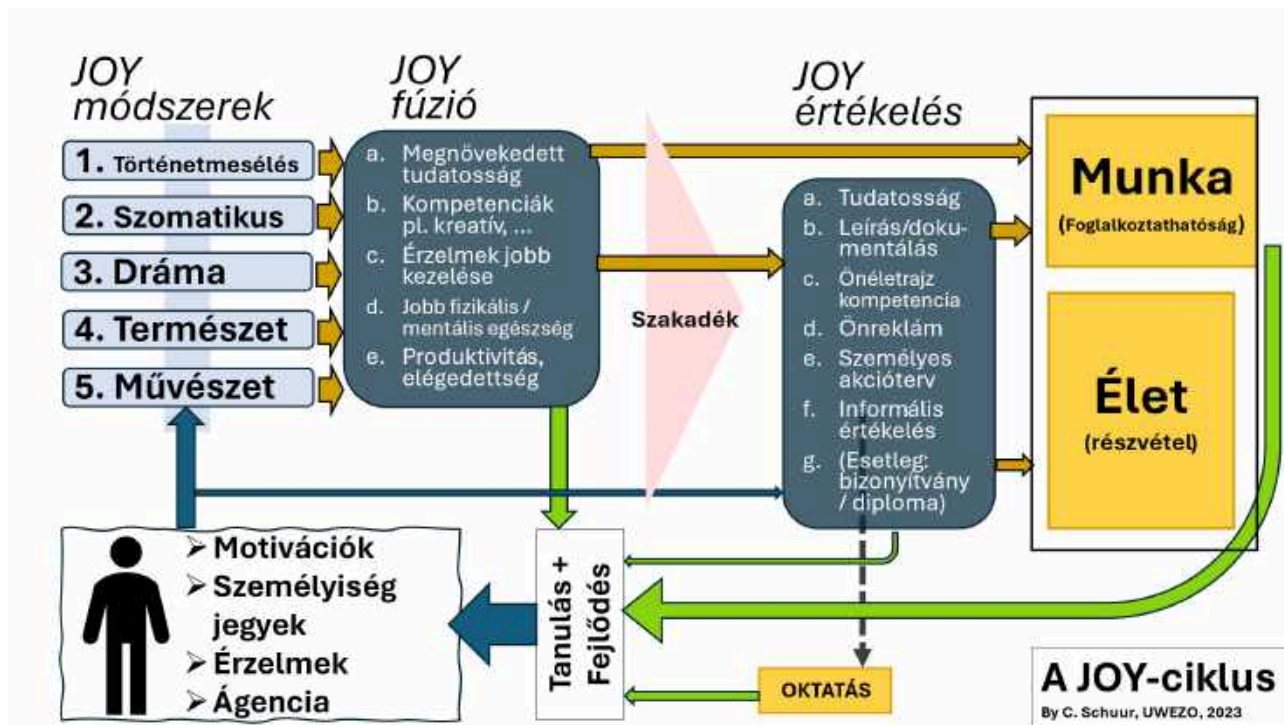 JOY
módszerek
1. Történetmesélés
2. Szomatikus
3. Dráma
4. Természet
5. Művészet
JOY
fúzió
a. Megnövekedett
tudatosság
b. Kompetenciák
pl. kreatív, ...
c. Érzelmek jobb
kezelése
d. Jobb fizikális /
mentális egészség
e. Produktivitás,
elégedettség
Szakadék
JOY
értékelés
a. Tudatosság
b. Leírás/doku-
mentálás
c. Önéletrajz
kompetencia
d. Önreklám
e. Személyes
akcióterv
f. Informális
értékelés
g. (Esetleg:
bizonyítvány
/ diploma)
Munka
(Foglalkoztathatóság)
Élet
(részvétel)
➢ Motivációk
➢ Személyiség
jegyek
➢ Érzelmek
➢ Ágencia
Tanulás +
Fejlődés
OKTATÁS
A JOY-ciklus
By C. Schuur, UWEZO, 2023